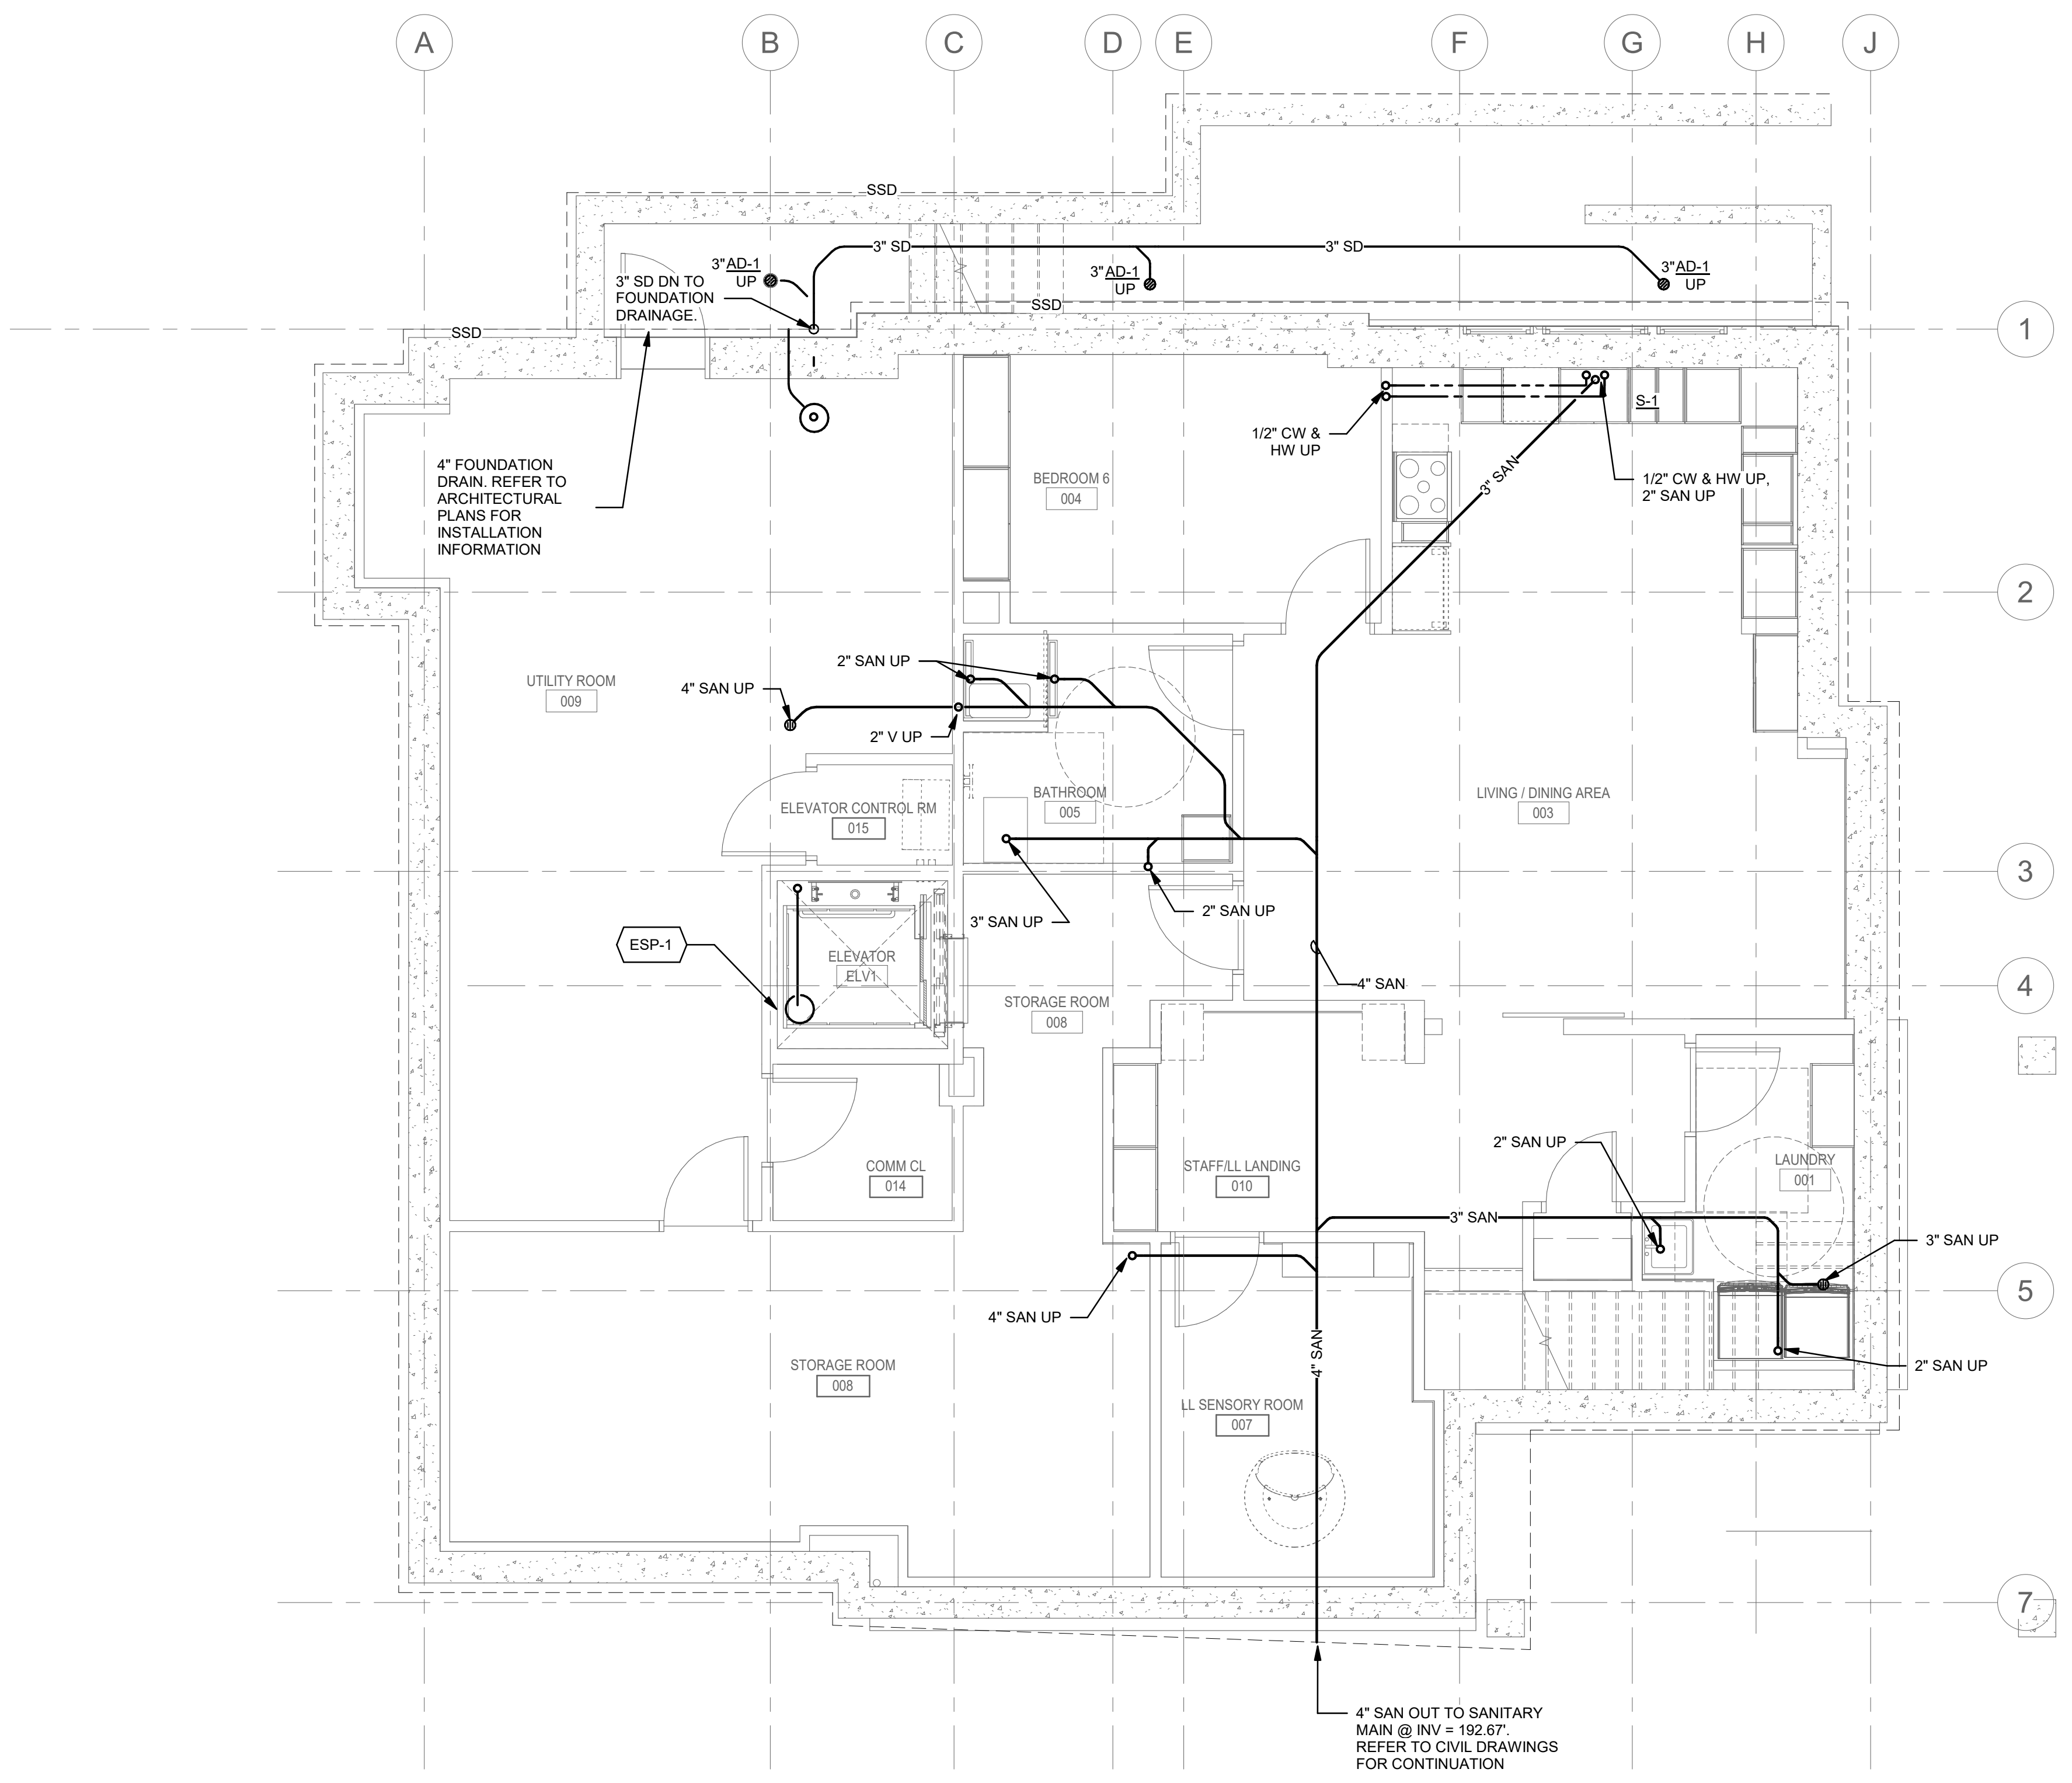 A
B
C
D
E
F
G
H
J
SSD
3" SD
3" SD
3" AD-1
UP
3" SD DN TO
FOUNDATION
DRAINAGE.
3" AD-1
UP
3" AD-1
UP
SSD
SSD
1
S-1
1/2" CW &
HW UP
4" FOUNDATION
DRAIN. REFER TO
ARCHITECTURAL
PLANS FOR
INSTALLATION
INFORMATION
BEDROOM 6
004
3" SAN
1/2" CW & HW UP,
2" SAN UP
2
2" SAN UP
UTILITY ROOM
009
4" SAN UP
2" V UP
BATHROOM
005
LIVING / DINING AREA
003
ELEVATOR CONTROL RM
015
3
3" SAN UP
2" SAN UP
ESP-1
ELEVATOR
ELV1
4" SAN
4
STORAGE ROOM
008
2" SAN UP
COMM CL
014
STAFF/LL LANDING
010
LAUNDRY
001
3" SAN
3" SAN UP
5
4" SAN UP
4" SAN
STORAGE ROOM
008
2" SAN UP
LL SENSORY ROOM
007
7
4" SAN OUT TO SANITARY
MAIN @ INV = 192.67'.
REFER TO CIVIL DRAWINGS
FOR CONTINUATION